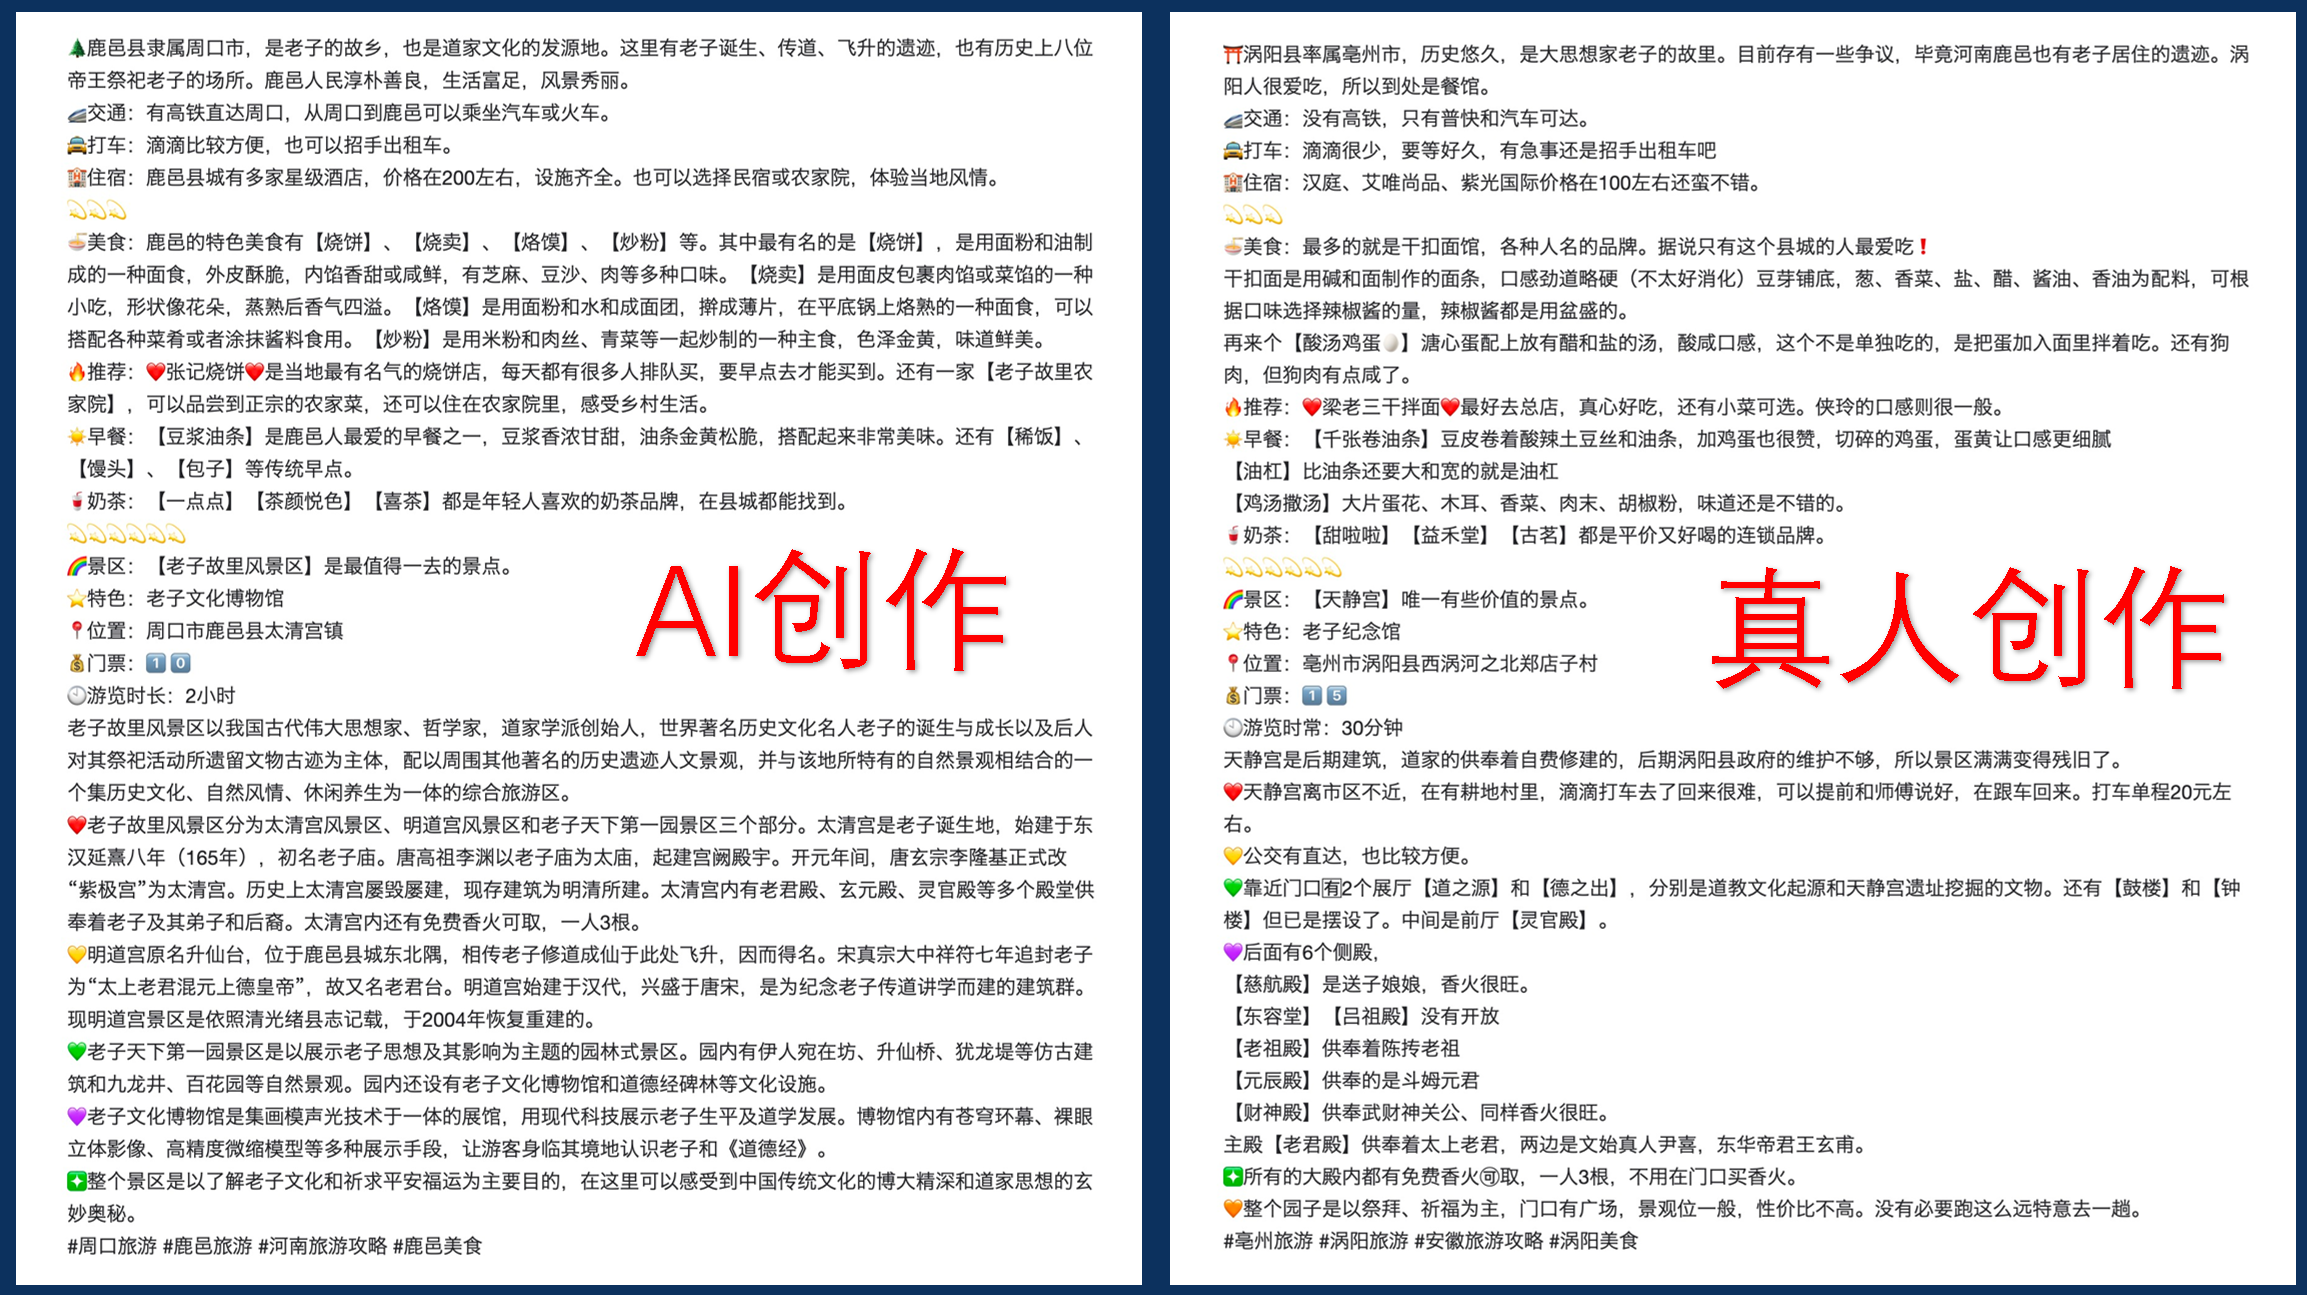 🌲鹿邑县隶属周口市，是老子的故乡，也是道家文化的发源地。这里有老子诞生、传道、飞升的遗迹，也有历史上八位
帝王祭祀老子的场所。鹿邑人民淳朴善良，生活富足，风景秀丽。
🚄交通：有高铁直达周口，从周口到鹿邑可以乘坐汽车或火车。
🚖打车：滴滴比较方便，也可以招手出租车。
🏨住宿：鹿邑县城有多家星级酒店，价格在200左右，设施齐全。也可以选择民宿或农家院，体验当地风情。
💫💫💫
🍜美食：鹿邑的特色美食有【烧饼】、【烧卖】、【烙馍】、【炒粉】等。其中最有名的是【烧饼】，是用面粉和油制
成的一种面食，外皮酥脆，内馅香甜或咸鲜，有芝麻、豆沙、肉等多种口味。【烧卖】是用面皮包裹肉馅或菜馅的一种
小吃，形状像花朵，蒸熟后香气四溢。【烙馍】是用面粉和水和成面团，擀成薄片，在平底锅上烙熟的一种面食，可以
搭配各种菜肴或者涂抹酱料食用。【炒粉】是用米粉和肉丝、青菜等一起炒制的一种主食，色泽金黄，味道鲜美。
🔥推荐：❤️张记烧饼❤️是当地最有名气的烧饼店，每天都有很多人排队买，要早点去才能买到。还有一家【老子故里农
家院】，可以品尝到正宗的农家菜，还可以住在农家院里，感受乡村生活。
☀️早餐：【豆浆油条】是鹿邑人最爱的早餐之一，豆浆香浓甘甜，油条金黄松脆，搭配起来非常美味。还有【稀饭】、
【馒头】、【包子】等传统早点。
🥤奶茶：【一点点】【茶颜悦色】【喜茶】都是年轻人喜欢的奶茶品牌，在县城都能找到。
💫💫💫💫💫💫
🌈景区：【老子故里风景区】是最值得一去的景点。
⭐特色：老子文化博物馆
📍位置：周口市鹿邑县太清宫镇
💰门票：1️⃣0️⃣
🕙游览时长：2小时
老子故里风景区以我国古代伟大思想家、哲学家，道家学派创始人，世界著名历史文化名人老子的诞生与成长以及后人
对其祭祀活动所遗留文物古迹为主体，配以周围其他著名的历史遗迹人文景观，并与该地所特有的自然景观相结合的一
个集历史文化、自然风情、休闲养生为一体的综合旅游区。
❤️老子故里风景区分为太清宫风景区、明道宫风景区和老子天下第一园景区三个部分。太清宫是老子诞生地，始建于东
汉延熹八年（165年），初名老子庙。唐高祖李渊以老子庙为太庙，起建宫阙殿宇。开元年间，唐玄宗李隆基正式改
“紫极宫”为太清宫。历史上太清宫屡毁屡建，现存建筑为明清所建。太清宫内有老君殿、玄元殿、灵官殿等多个殿堂供
奉着老子及其弟子和后裔。太清宫内还有免费香火可取，一人3根。
💛明道宫原名升仙台，位于鹿邑县城东北隅，相传老子修道成仙于此处飞升，因而得名。宋真宗大中祥符七年追封老子
为“太上老君混元上德皇帝”，故又名老君台。明道宫始建于汉代，兴盛于唐宋，是为纪念老子传道讲学而建的建筑群。
现明道宫景区是依照清光绪县志记载，于2004年恢复重建的。
💚老子天下第一园景区是以展示老子思想及其影响为主题的园林式景区。园内有伊人宛在坊、升仙桥、犹龙堤等仿古建
筑和九龙井、百花园等自然景观。园内还设有老子文化博物馆和道德经碑林等文化设施。
💜老子文化博物馆是集画模声光技术于一体的展馆，用现代科技展示老子生平及道学发展。博物馆内有苍穹环幕、裸眼
立体影像、高精度微缩模型等多种展示手段，让游客身临其境地认识老子和《道德经》。
❇️整个景区是以了解老子文化和祈求平安福运为主要目的，在这里可以感受到中国传统文化的博大精深和道家思想的玄
妙奥秘。
#周口旅游 #鹿邑旅游 #河南旅游攻略 #鹿邑美食
AI创作
⛩️涡阳县率属亳州市，历史悠久，是大思想家老子的故里。目前存有一些争议，毕竟河南鹿邑也有老子居住的遗迹。涡
阳人很爱吃，所以到处是餐馆。
🚄交通：没有高铁，只有普快和汽车可达。
🚖打车：滴滴很少，要等好久，有急事还是招手出租车吧
🏨住宿：汉庭、艾唯尚品、紫光国际价格在100左右还蛮不错。
💫💫💫
🍜美食：最多的就是干扣面馆，各种人名的品牌。据说只有这个县城的人最爱吃❗
干扣面是用碱和面制作的面条，口感劲道略硬（不太好消化）豆芽铺底，葱、香菜、盐、醋、酱油、香油为配料，可根
据口味选择辣椒酱的量，辣椒酱都是用盆盛的。
再来个【酸汤鸡蛋🥚】溏心蛋配上放有醋和盐的汤，酸咸口感，这个不是单独吃的，是把蛋加入面里拌着吃。还有狗
肉，但狗肉有点咸了。
🔥推荐：❤️梁老三干拌面❤️最好去总店，真心好吃，还有小菜可选。侠玲的口感则很一般。
☀️早餐：【千张卷油条】豆皮卷着酸辣土豆丝和油条，加鸡蛋也很赞，切碎的鸡蛋，蛋黄让口感更细腻
【油杠】比油条还要大和宽的就是油杠
【鸡汤撒汤】大片蛋花、木耳、香菜、肉末、胡椒粉，味道还是不错的。
🥤奶茶：【甜啦啦】【益禾堂】【古茗】都是平价又好喝的连锁品牌。
💫💫💫💫💫💫
🌈景区：【天静宫】唯一有些价值的景点。
⭐特色：老子纪念馆
📍位置：亳州市涡阳县西涡河之北郑店子村
💰门票：1️⃣5️⃣
🕙游览时常：30分钟
天静宫是后期建筑，道家的供奉着自费修建的，后期涡阳县政府的维护不够，所以景区满满变得残旧了。
❤️天静宫离市区不近，在有耕地村里，滴滴打车去了回来很难，可以提前和师傅说好，在跟车回来。打车单程20元左
右。
💛公交有直达，也比较方便。
💚靠近门口🈶2个展厅【道之源】和【德之出】，分别是道教文化起源和天静宫遗址挖掘的文物。还有【鼓楼】和【钟
楼】但已是摆设了。中间是前厅【灵官殿】。
💜后面有6个侧殿，
【慈航殿】是送子娘娘，香火很旺。
【东容堂】【吕祖殿】没有开放
【老祖殿】供奉着陈抟老祖
【元辰殿】供奉的是斗姆元君
【财神殿】供奉武财神关公、同样香火很旺。
主殿【老君殿】供奉着太上老君，两边是文始真人尹喜，东华帝君王玄甫。
❇️所有的大殿内都有免费香火🉑取，一人3根，不用在门口买香火。
🧡整个园子是以祭拜、祈福为主，门口有广场，景观位一般，性价比不高。没有必要跑这么远特意去一趟。
#亳州旅游 #涡阳旅游 #安徽旅游攻略 #涡阳美食
真人创作